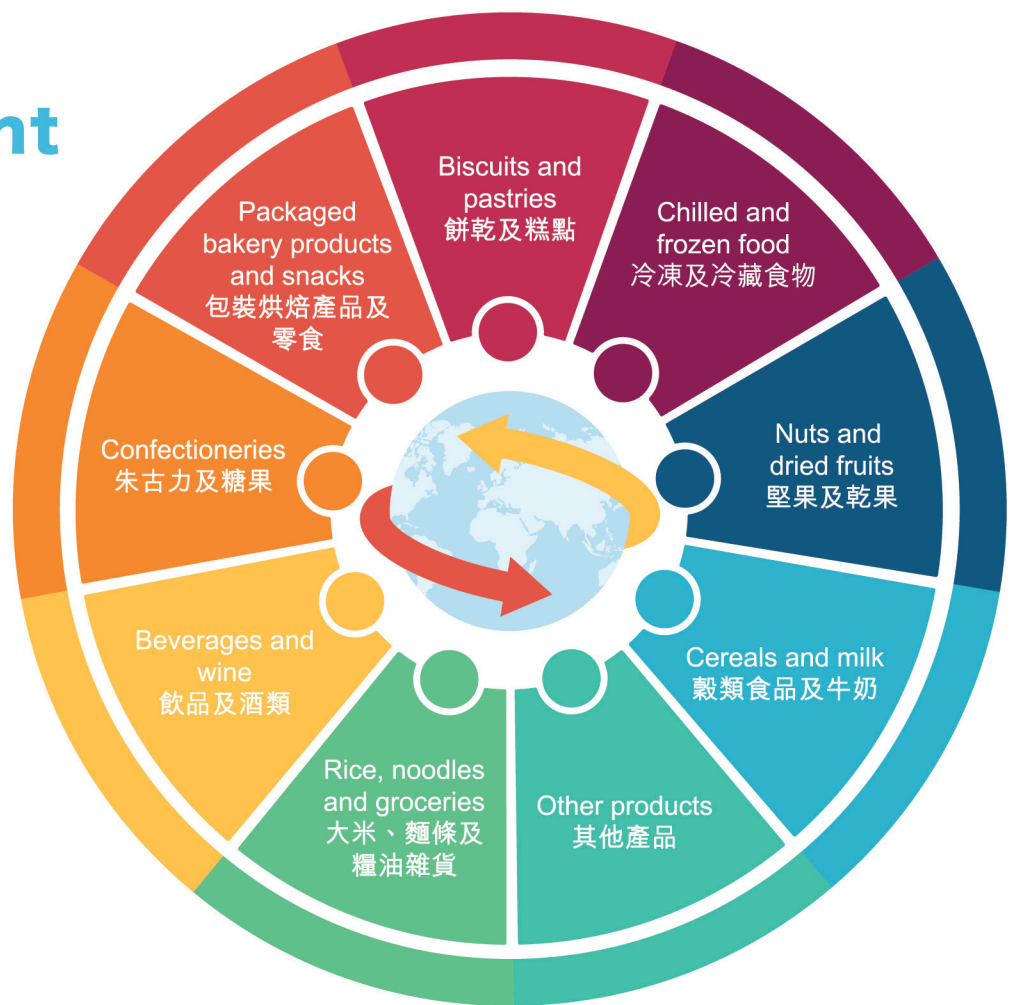 nt
Biscuits and
pastries
餅乾及糕點
Chilled and
frozen food
冷凍及冷藏食物
Nuts and
dried fruits
堅果及乾果
Cereals and milk
穀類食品及牛奶
Other products
其他產品
Rice, noodles
and groceries
大米、麵條及
糧油雜貨
Beverages and
wine
飲品及酒類
Confectioneries
朱古力及糖果
Packaged
bakery products
and snacks
包裝烘焙產品及
零食